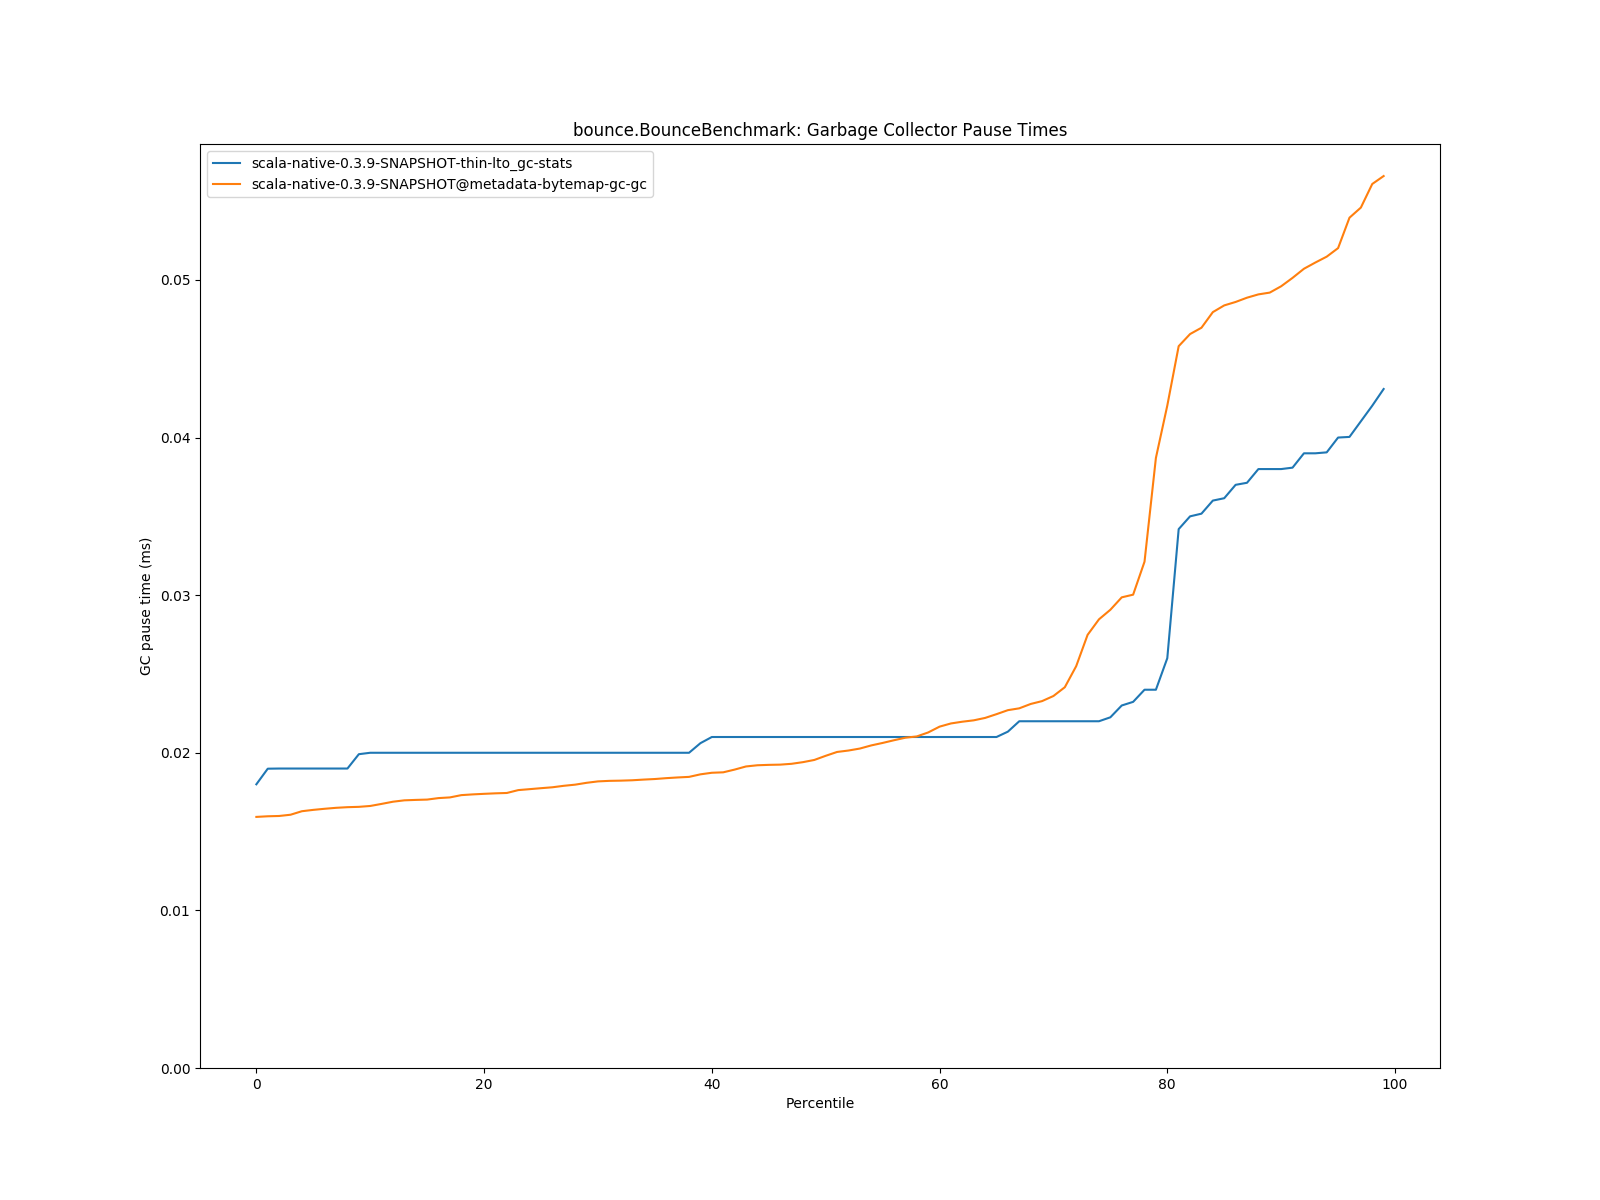 bounce.BounceBenchmark: Garbage Collector Pause Times
scala-native-0.3.9-SNAPSHOT-thin-lto_gc-stats
scala-native-0.3.9-SNAPSHOT@metadata-bytemap-gc-gc
0.05
0.04
0.03
0.02
0.01
0.00
GC pause time (ms)
0 20 40 60 80 100
Percentile